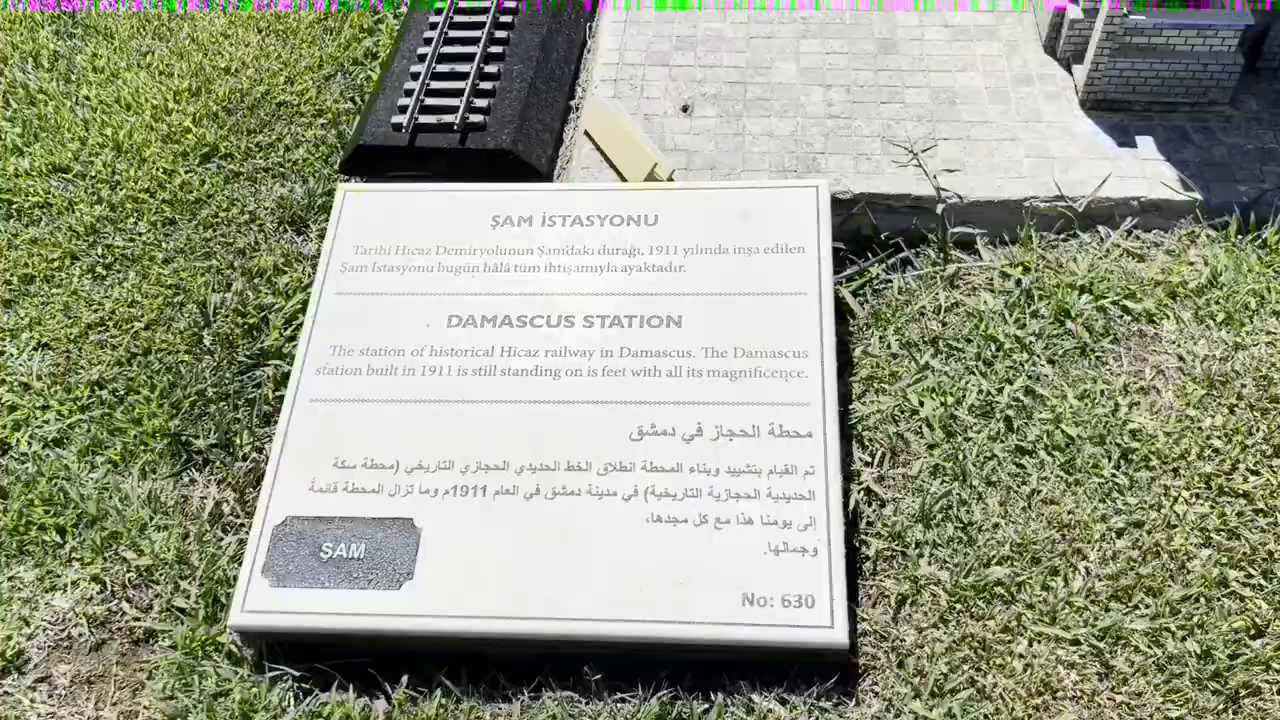 ŞAM İSTASYONU
Tarihi Hicaz Demiryolunun Şam'daki durağı, 1911 yılında inşa edilen
Şam İstasyonu bugün hâlâ tüm ihtişamıyla ayaktadır.
DAMASCUS STATION
The station of historical Hicaz railway in Damascus. The Damascus
station built in 1911 is still standing on is feet with all its magnificence.
محطة الحجاز في دمشق
تم القيام بتشييد وبناء المحطة انطلاق الخط الحديدي الحجازي التاريخي (محطة سكة
الحديدية الحجازية التاريخية) في مدينة دمشق في العام 1911م وما تزال المحطة قائمةً
إلى يومنا هذا مع كل مجدها،
وجمالها.
ŞAM
No: 630